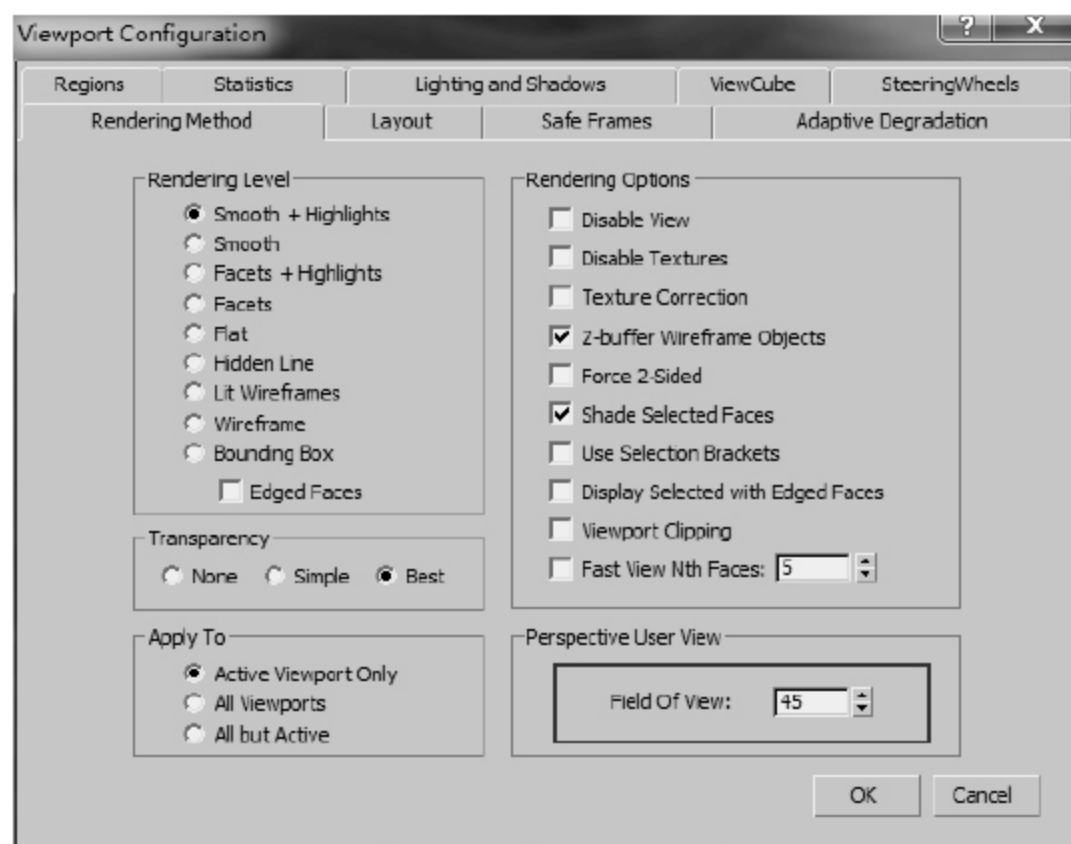 Viewport Configuration
? X
Regions Statistics Lighting and Shadows ViewCube SteeringWheels
Rendering Method Layout Safe Frames Adaptive Degradation
Rendering Level
Smooth + Highlights
Smooth
Facets + Highlights
Facets
Flat
Hidden Line
Lit Wireframes
Wireframe
Bounding Box
Edged Faces
Transparency
None Simple Best
Apply To
Active Viewport Only
All Viewports
All but Active
Rendering Options
Disable View
Disable Textures
Texture Correction
Z-buffer Wireframe Objects
Force 2-Sided
Shade Selected Faces
Use Selection Brackets
Display Selected with Edged Faces
Viewport Clipping
Fast View Nth Faces: 5
Perspective User View
Field Of View: 45
OK Cancel